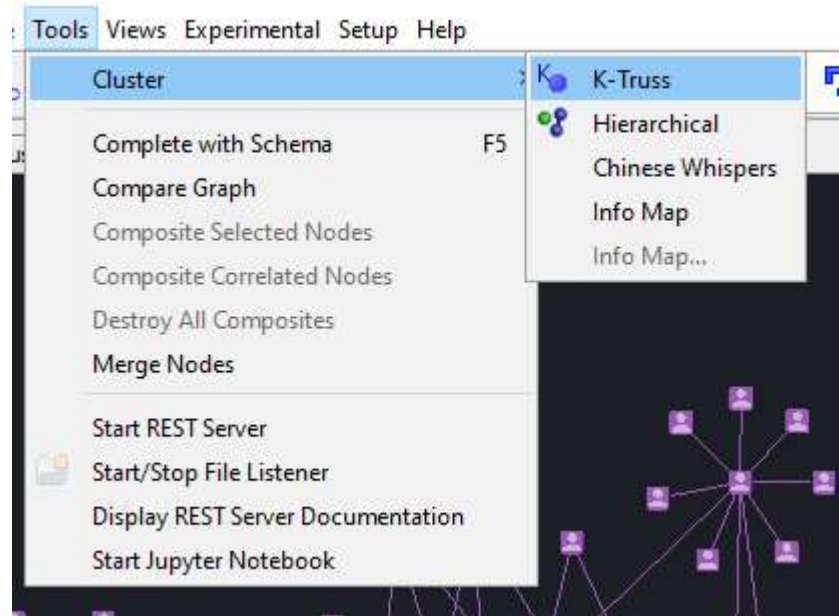 Tools Views Experimental Setup Help
Cluster
Complete with Schema F5
Compare Graph
Composite Selected Nodes
Composite Correlated Nodes
Destroy All Composites
Merge Nodes
Start REST Server
Start/Stop File Listener
Display REST Server Documentation
Start Jupyter Notebook
K K-Truss
Hierarchical
Chinese Whispers
Info Map
Info Map...